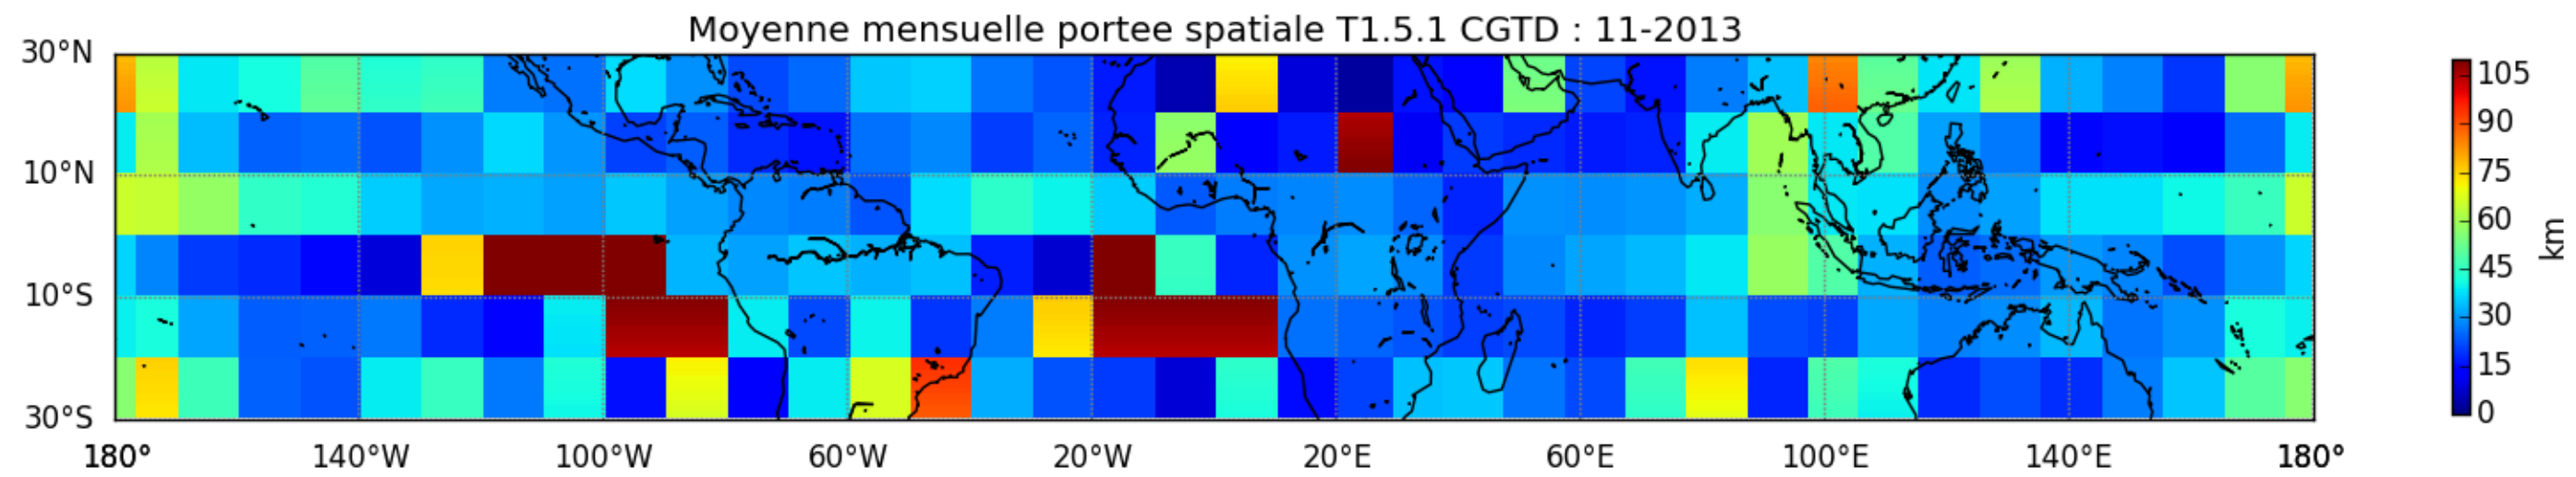 Moyenne mensuelle portee spatiale T1.5.1 CGTD : 11-2013
30°N
10°N
10°S
30°S
180° 140°W 100°W 60°W 20°W 20°E 60°E 100°E 140°E 180°
105
90
75
60
45
30
15
0
km